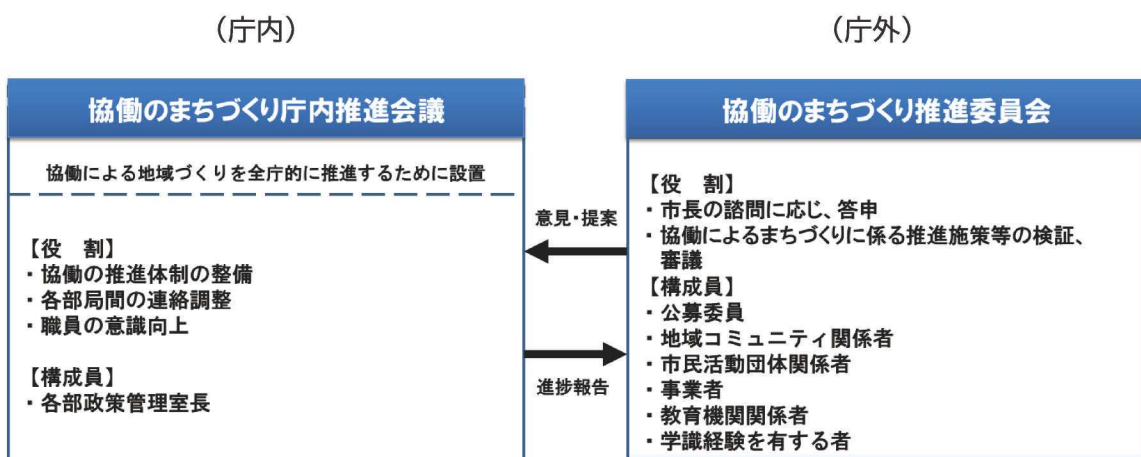 （庁内）
協働のまちづくり庁内推進会議
協働による地域づくりを全庁的に推進するために設置
【役　割】
・協働の推進体制の整備
・各部局間の連絡調整
・職員の意識向上
【構成員】
・各部政策管理室長
意見・提案
進捗報告
（庁外）
協働のまちづくり推進委員会
【役　割】
・市長の諮問に応じ、答申
・協働によるまちづくりに係る推進施策等の検証、
審議
【構成員】
・公募委員
・地域コミュニティ関係者
・市民活動団体関係者
・事業者
・教育機関関係者
・学識経験を有する者